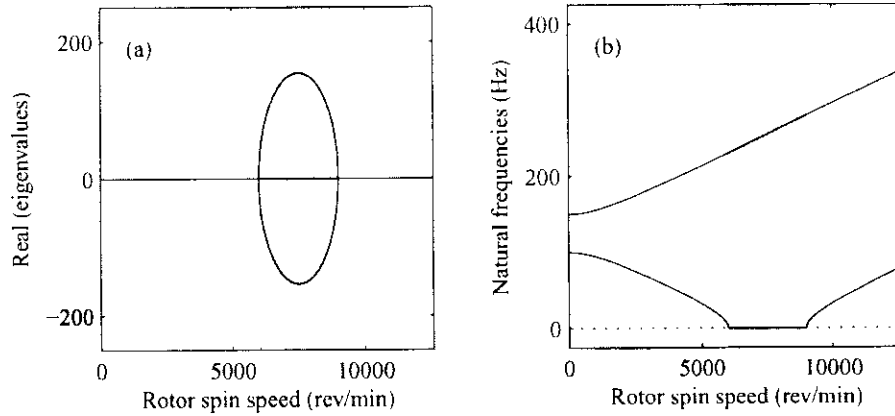 (a)
200
0
−200
Real (eigenvalues)
0
5000
10000
Rotor spin speed (rev/min)
(b)
400
200
0
Natural frequencies (Hz)
0
5000
10000
Rotor spin speed (rev/min)